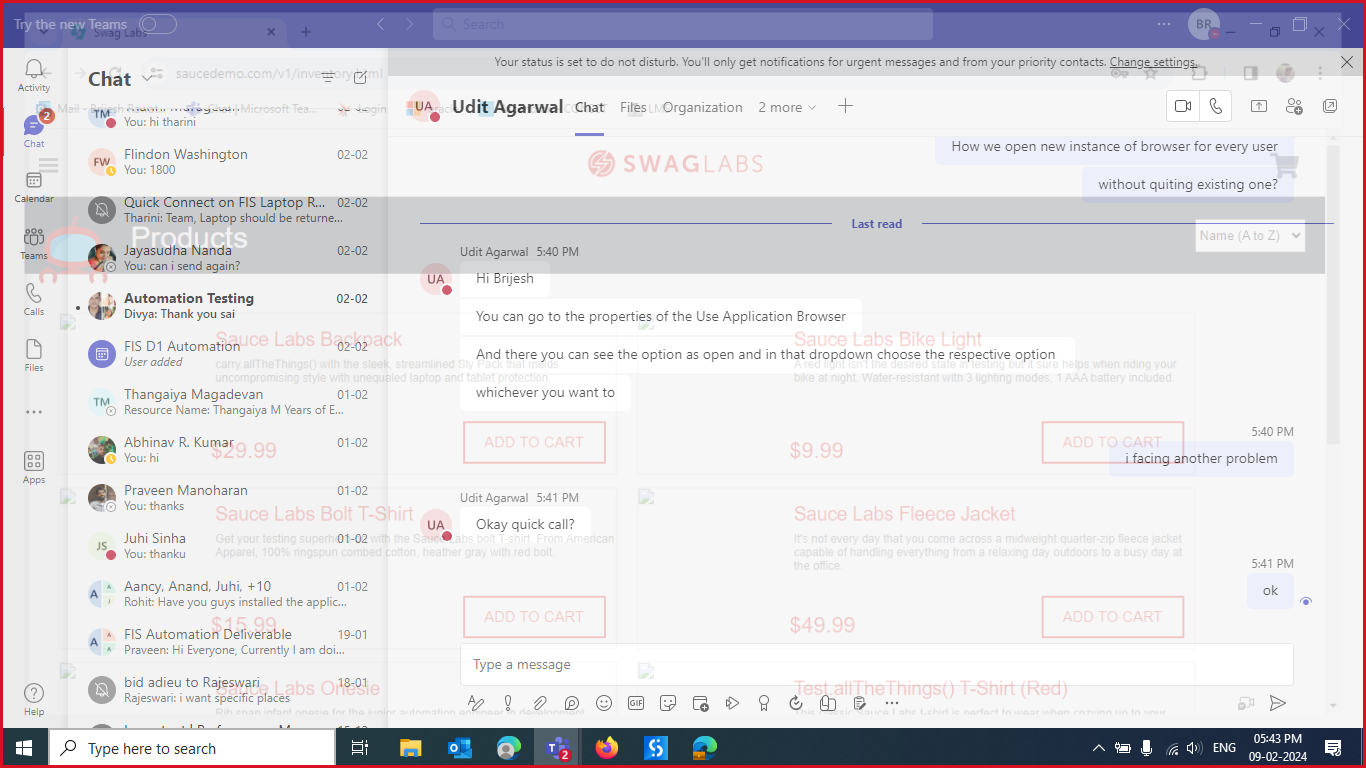 Try the new Teams
Search
BR
Swag Labs
saucedemo.com/v1/inventory.html
Your status is set to do not disturb. You'll only get notifications for urgent messages and from your priority contacts. Change settings.
Activity
Chat
2
Calendar
Teams
Calls
Files
Apps
Help
Chat
TM
You: hi tharini
FW
Flindon Washington
02-02
You: 1800
Quick Connect on FIS Laptop R...
02-02
Tharini: Team, Laptop should be returne...
Jayasudha Nanda
02-02
You: can i send again?
Automation Testing
02-02
Divya: Thank you sai
FIS D1 Automation
02-02
User added
TM
Thangaiya Magadevan
01-02
Resource Name: Thangaiya M Years of E...
Abhinav R. Kumar
01-02
You: hi
Praveen Manoharan
01-02
You: thanks
JS
Juhi Sinha
01-02
You: thanku
Aancy, Anand, Juhi, +10
01-02
Rohit: Have you guys installed the applic...
FIS Automation Deliverable
19-01
Praveen: Hi Everyone, Currently I am doi...
bid adieu to Rajeswari
18-01
Rajeswari: i want specific places
UA
Udit Agarwal
Chat
Files
Organization
2 more
How we open new instance of browser for every user
without quiting existing one?
Last read
Udit Agarwal 5:40 PM
UA
Hi Brijesh
You can go to the properties of the Use Application Browser
And there you can see the option as open and in that dropdown choose the respective option
whichever you want to
5:40 PM
i facing another problem
Udit Agarwal 5:41 PM
UA
Okay quick call?
5:41 PM
ok
Type a message
GIF
SWAGLABS
Products
Name (A to Z)
Sauce Labs Backpack
carry.allTheThings() with the sleek, streamlined Sly Pack that melds
uncompromising style with unequaled laptop and tablet protection.
$29.99
ADD TO CART
Sauce Labs Bike Light
A red light isn't the desired state in testing but it sure helps when riding your
bike at night. Water-resistant with 3 lighting modes, 1 AAA battery included.
$9.99
ADD TO CART
Sauce Labs Bolt T-Shirt
Get your testing superhero on with the Sauce Labs bolt T-shirt. From American
Apparel, 100% ringspun combed cotton, heather gray with red bolt.
$15.99
ADD TO CART
Sauce Labs Fleece Jacket
It's not every day that you come across a midweight quarter-zip fleece jacket
capable of handling everything from a relaxing day outdoors to a busy day at
the office.
$49.99
ADD TO CART
Sauce Labs Onesie
Test.allTheThings() T-Shirt (Red)
Type here to search
2
ENG
05:43 PM
09-02-2024